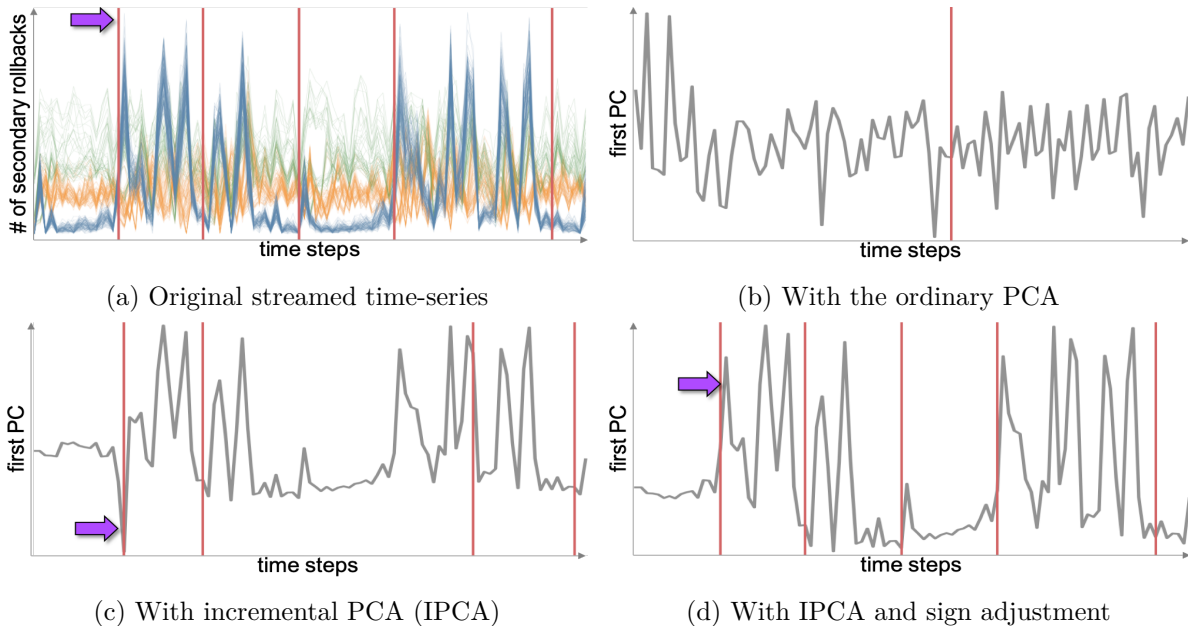 # of secondary rollbacks
time steps
(a) Original streamed time-series
first PC
time steps
(b) With the ordinary PCA
first PC
time steps
(c) With incremental PCA (IPCA)
first PC
time steps
(d) With IPCA and sign adjustment